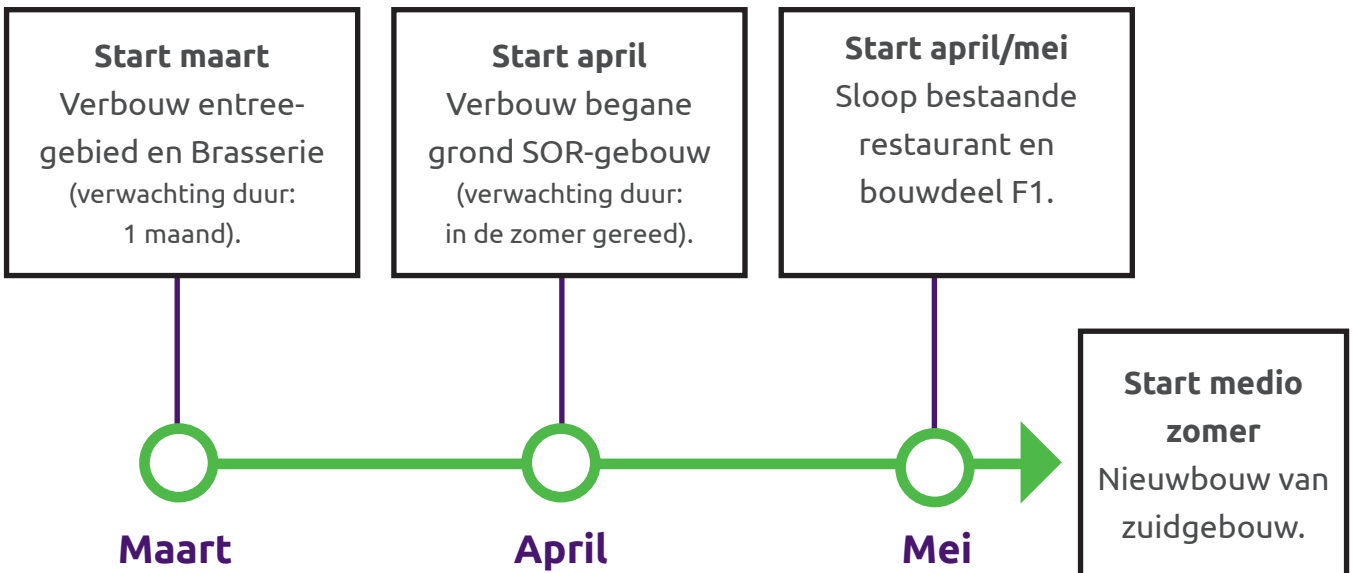 Start maart
Verbouw entree-
gebied en Brasserie
(verwachting duur:
1 maand).
Start april
Verbouw begane
grond SOR-gebouw
(verwachting duur:
in de zomer gereed).
Start april/mei
Sloop bestaande
restaurant en
bouwdeel F1.
Start medio
zomer
Nieuwbouw van
zuidgebouw.
Maart
April
Mei